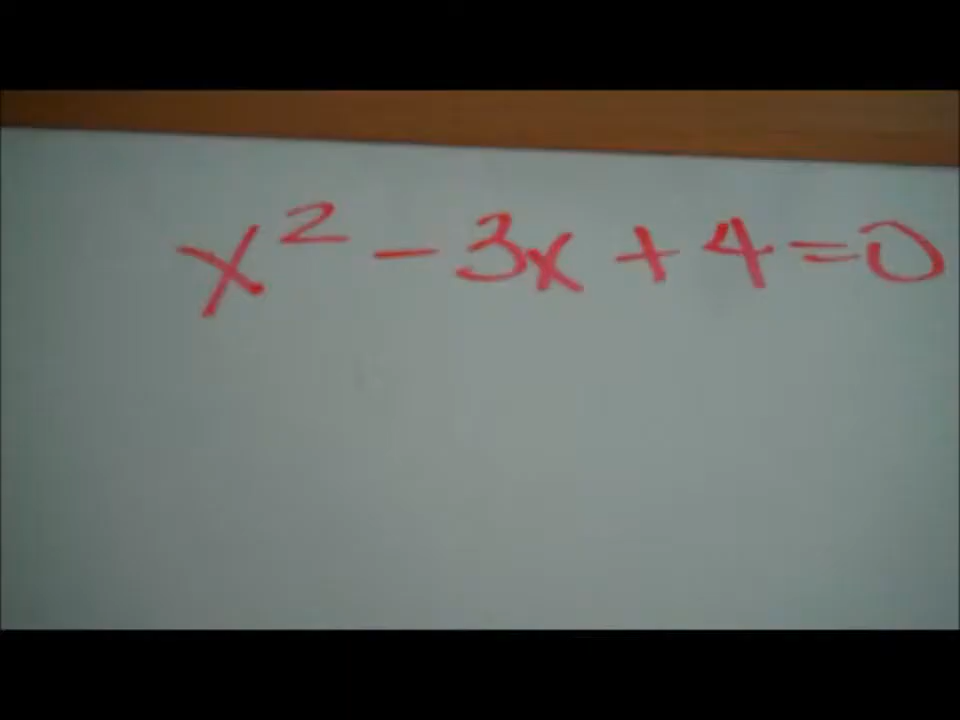 x² - 3x + 4 = 0